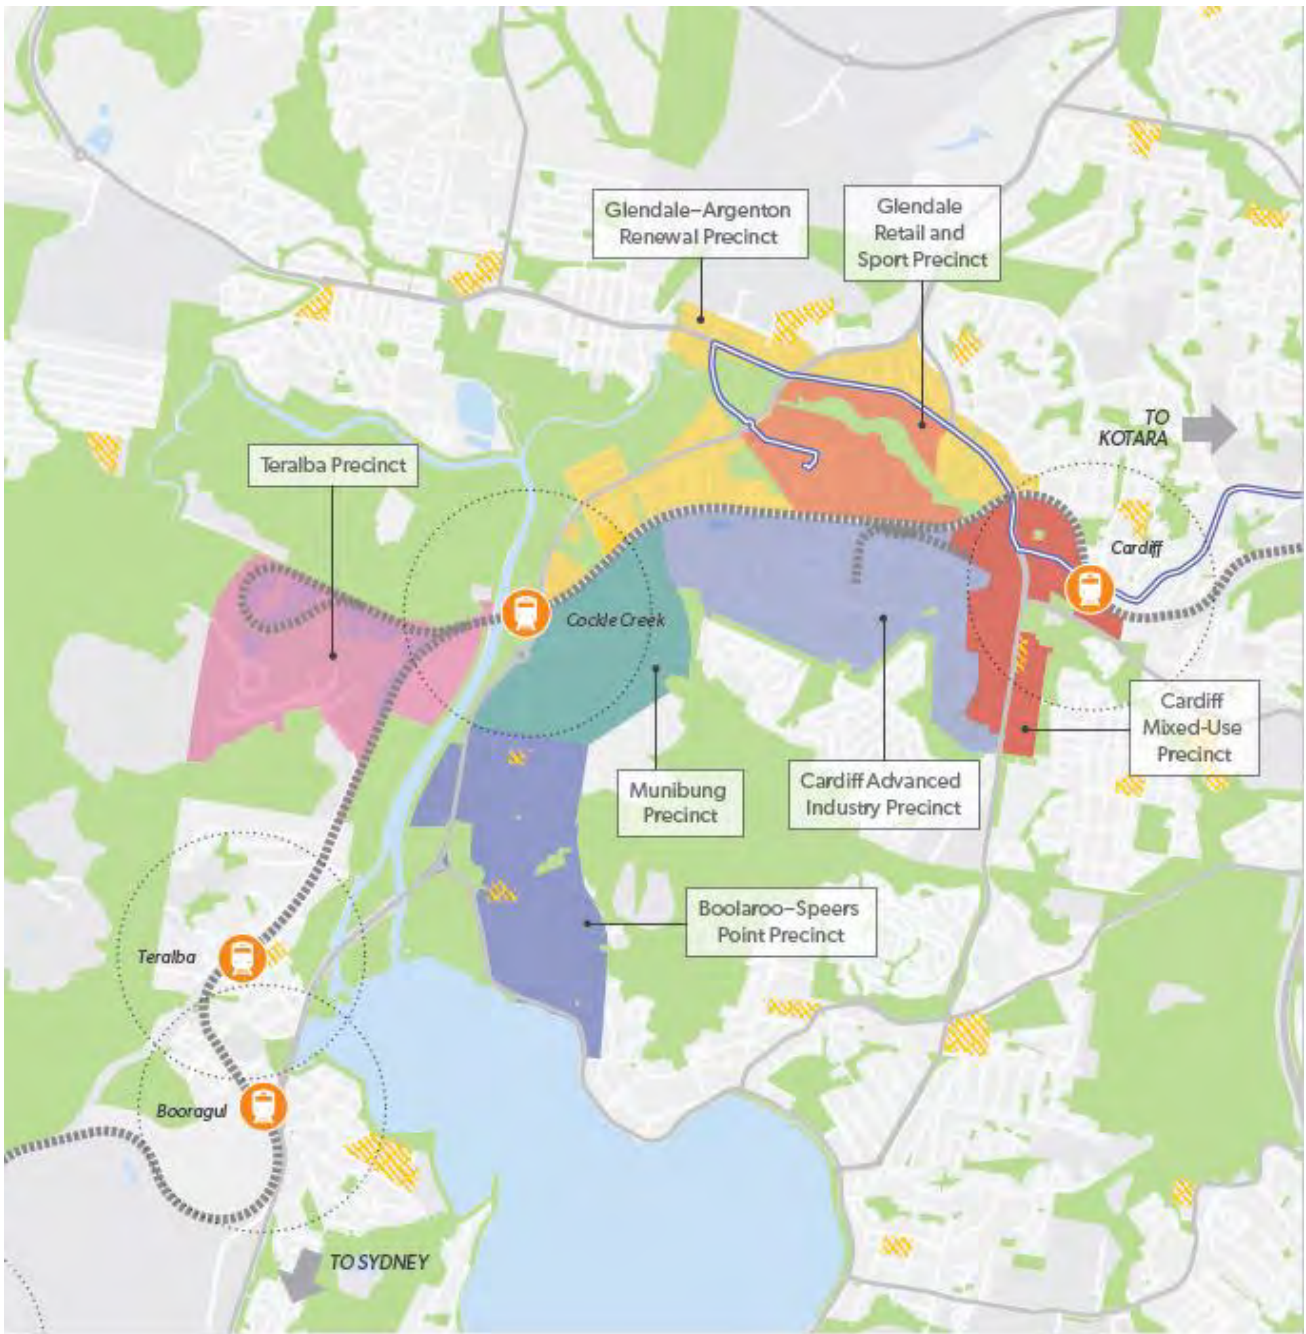 Glendale–Argenton
Renewal Precinct
Glendale
Retail and
Sport Precinct
TO
KOTARA
Teralba Precinct
Cardiff
Cockle Creek
Cardiff
Mixed-Use
Precinct
Munibung
Precinct
Cardiff Advanced
Industry Precinct
Boolaroo–Speers
Point Precinct
Teralba
Booragul
TO SYDNEY